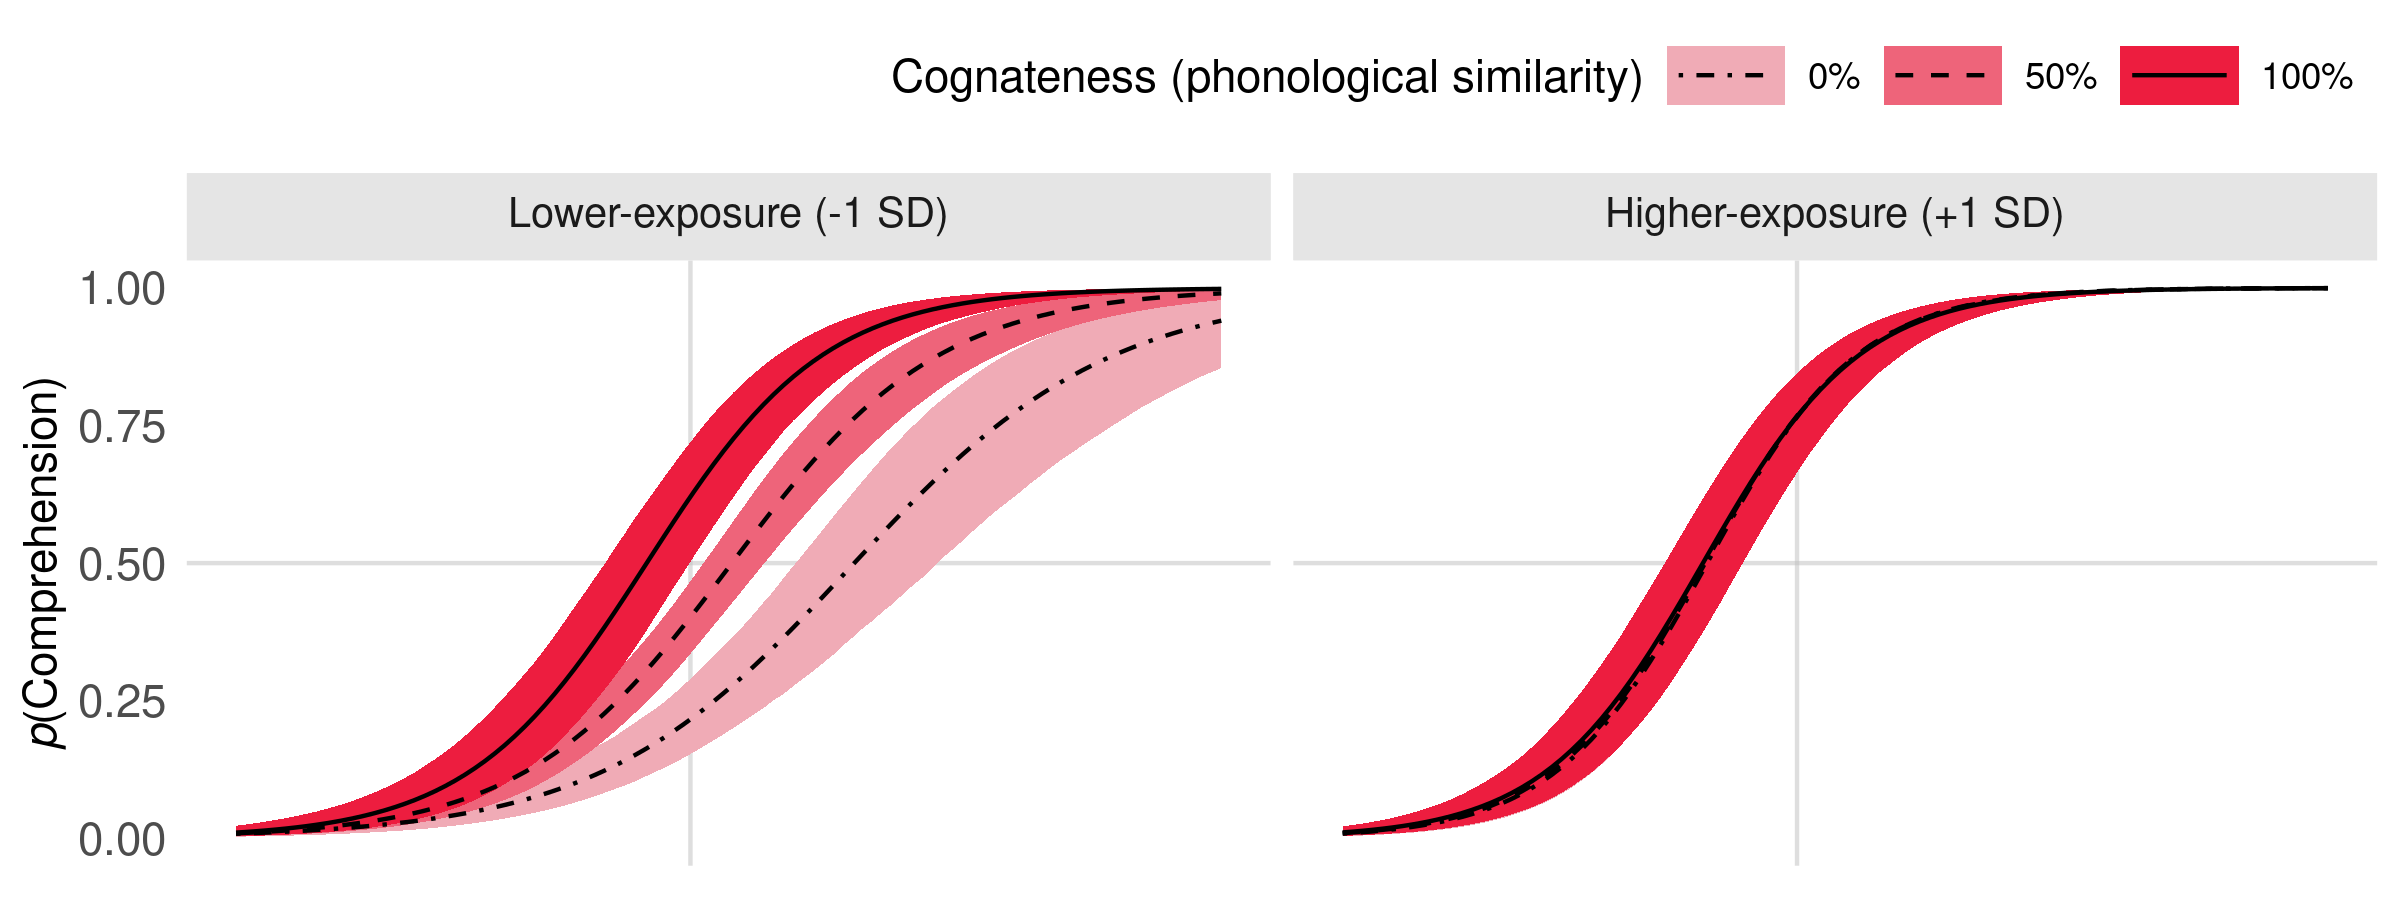 Cognateness (phonological similarity) 0% 50% 100%
Lower-exposure (-1 SD) Higher-exposure (+1 SD)
p(Comprehension)
1.00
0.75
0.50
0.25
0.00